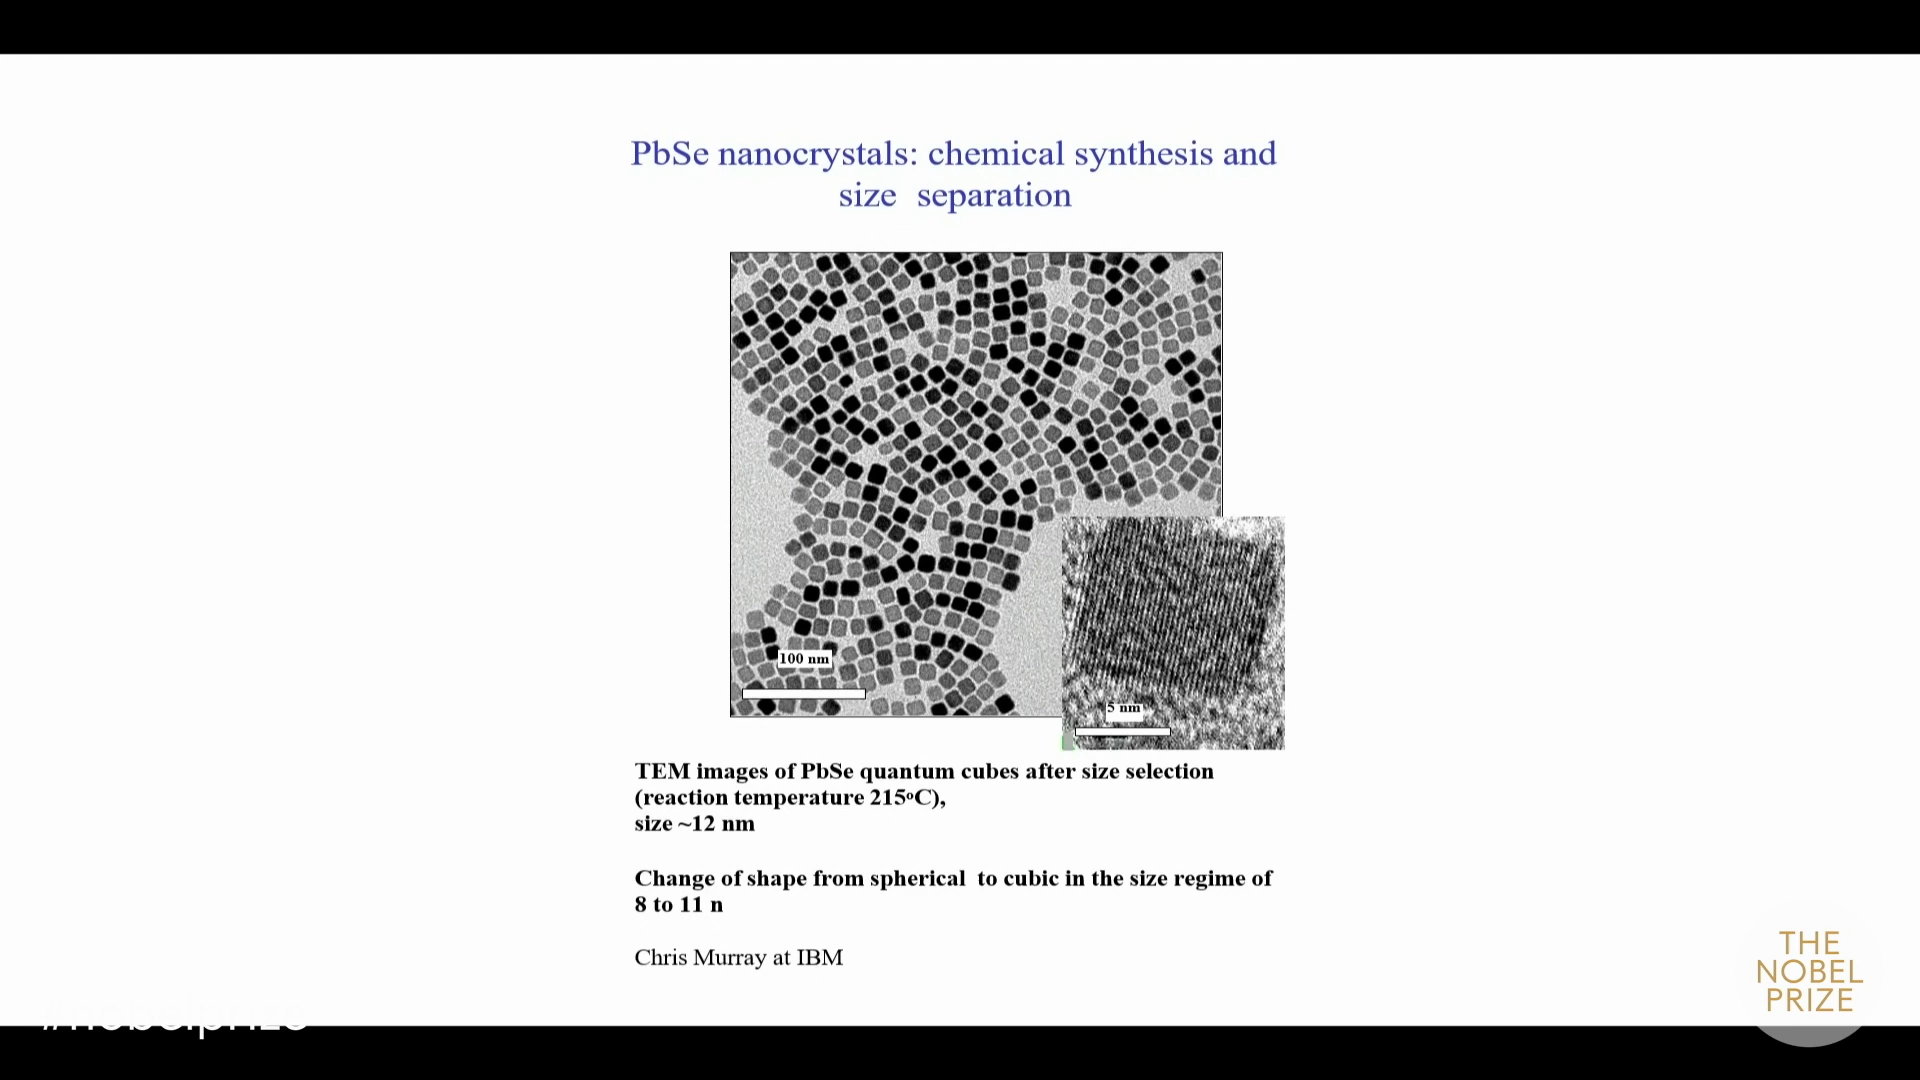 PbSe nanocrystals: chemical synthesis and
size separation
100 nm
5 nm
TEM images of PbSe quantum cubes after size selection
(reaction temperature 215ºC),
size ~12 nm
Change of shape from spherical to cubic in the size regime of
8 to 11 n
Chris Murray at IBM
#nobelprize
THE
NOBEL
PRIZE